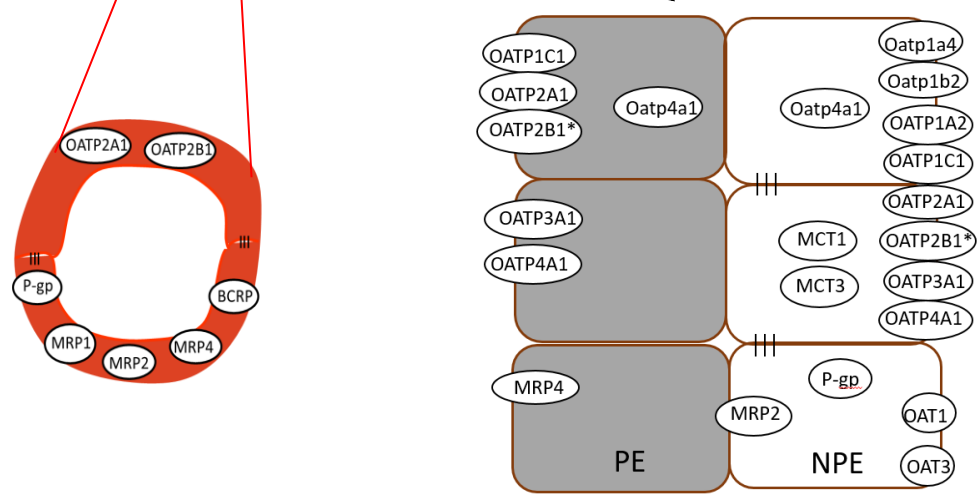 OATP2A1
OATP2B1
P-gp
BCRP
MRP1
MRP2
MRP4
OATP1C1
OATP2A1
OATP2B1*
Oatp4a1
OATP3A1
OATP4A1
MRP4
PE
Oatp4a1
Oatp1a4
Oatp1b2
OATP1A2
OATP1C1
OATP2A1
OATP2B1*
OATP3A1
OATP4A1
MCT1
MCT3
P-gp
MRP2
OAT1
OAT3
NPE